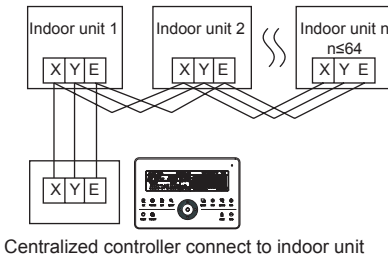 Indoor unit 1
Indoor unit 2
Indoor unit n
n≤64
X Y E
X Y E
X Y E
X Y E
Centralized controller connect to indoor unit